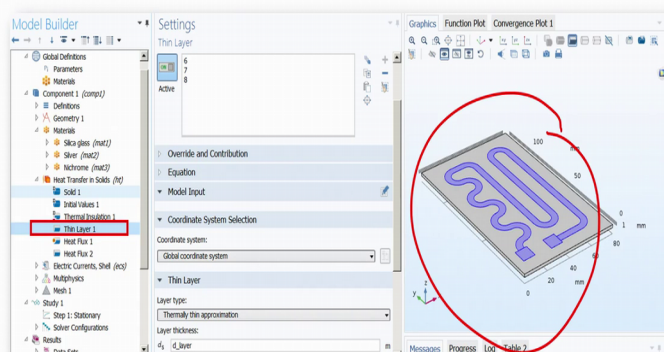 Model Builder
Global Definitions
Parameters
Materials
Component 1 (comp1)
Definitions
Geometry 1
Materials
Silica glass (mat1)
Silver (mat2)
Nichrome (mat3)
Heat Transfer in Solids (ht)
Solid 1
Initial Values 1
Thermal Insulation 1
Thin Layer 1
Heat Flux 1
Heat Flux 2
Electric Currents, Shell (ecs)
Multiphysics
Mesh 1
Study 1
Step 1: Stationary
Solver Configurations
Results
Data Sets
Settings
Thin Layer
Active
6
7
8
Override and Contribution
Equation
Model Input
Coordinate System Selection
Coordinate system:
Global coordinate system
Thin Layer
Layer type:
Thermally thin approximation
Layer thickness:
ds d_layer m
Graphics Function Plot Convergence Plot 1
100 mm
50
0
1 mm
80
60
40
20
0
z
y x
Messages Progress Log Table 2